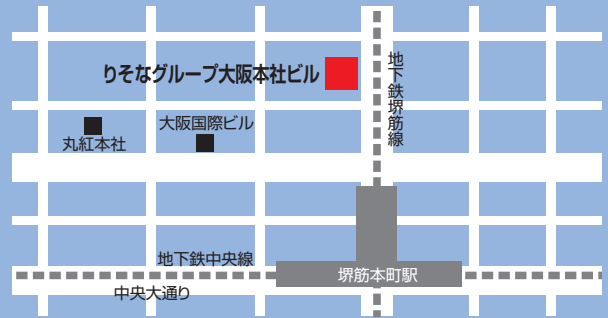 りそなグループ大阪本社ビル
地下鉄堺筋線
大阪国際ビル
丸紅本社
地下鉄中央線
堺筋本町駅
中央大通り